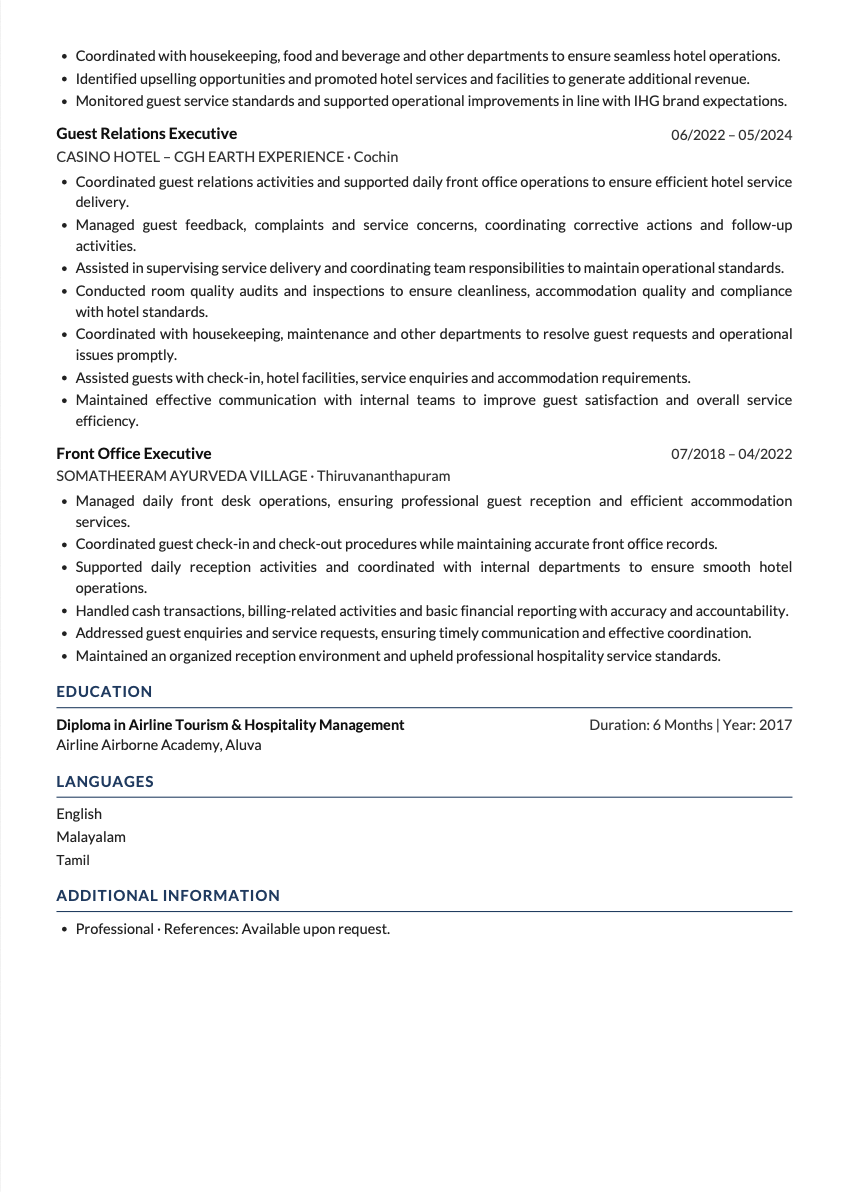 • Coordinated with housekeeping, food and beverage and other departments to ensure seamless hotel operations.
• Identified upselling opportunities and promoted hotel services and facilities to generate additional revenue.
• Monitored guest service standards and supported operational improvements in line with IHG brand expectations.
Guest Relations Executive 06/2022 – 05/2024
CASINO HOTEL – CGH EARTH EXPERIENCE · Cochin
• Coordinated guest relations activities and supported daily front office operations to ensure efficient hotel service
delivery.
• Managed guest feedback, complaints and service concerns, coordinating corrective actions and follow-up
activities.
• Assisted in supervising service delivery and coordinating team responsibilities to maintain operational standards.
• Conducted room quality audits and inspections to ensure cleanliness, accommodation quality and compliance
with hotel standards.
• Coordinated with housekeeping, maintenance and other departments to resolve guest requests and operational
issues promptly.
• Assisted guests with check-in, hotel facilities, service enquiries and accommodation requirements.
• Maintained effective communication with internal teams to improve guest satisfaction and overall service
efficiency.
Front Office Executive 07/2018 – 04/2022
SOMATHEERAM AYURVEDA VILLAGE · Thiruvananthapuram
• Managed daily front desk operations, ensuring professional guest reception and efficient accommodation
services.
• Coordinated guest check-in and check-out procedures while maintaining accurate front office records.
• Supported daily reception activities and coordinated with internal departments to ensure smooth hotel
operations.
• Handled cash transactions, billing-related activities and basic financial reporting with accuracy and accountability.
• Addressed guest enquiries and service requests, ensuring timely communication and effective coordination.
• Maintained an organized reception environment and upheld professional hospitality service standards.
EDUCATION
Diploma in Airline Tourism & Hospitality Management Duration: 6 Months | Year: 2017
Airline Airborne Academy, Aluva
LANGUAGES
English
Malayalam
Tamil
ADDITIONAL INFORMATION
• Professional · References: Available upon request.